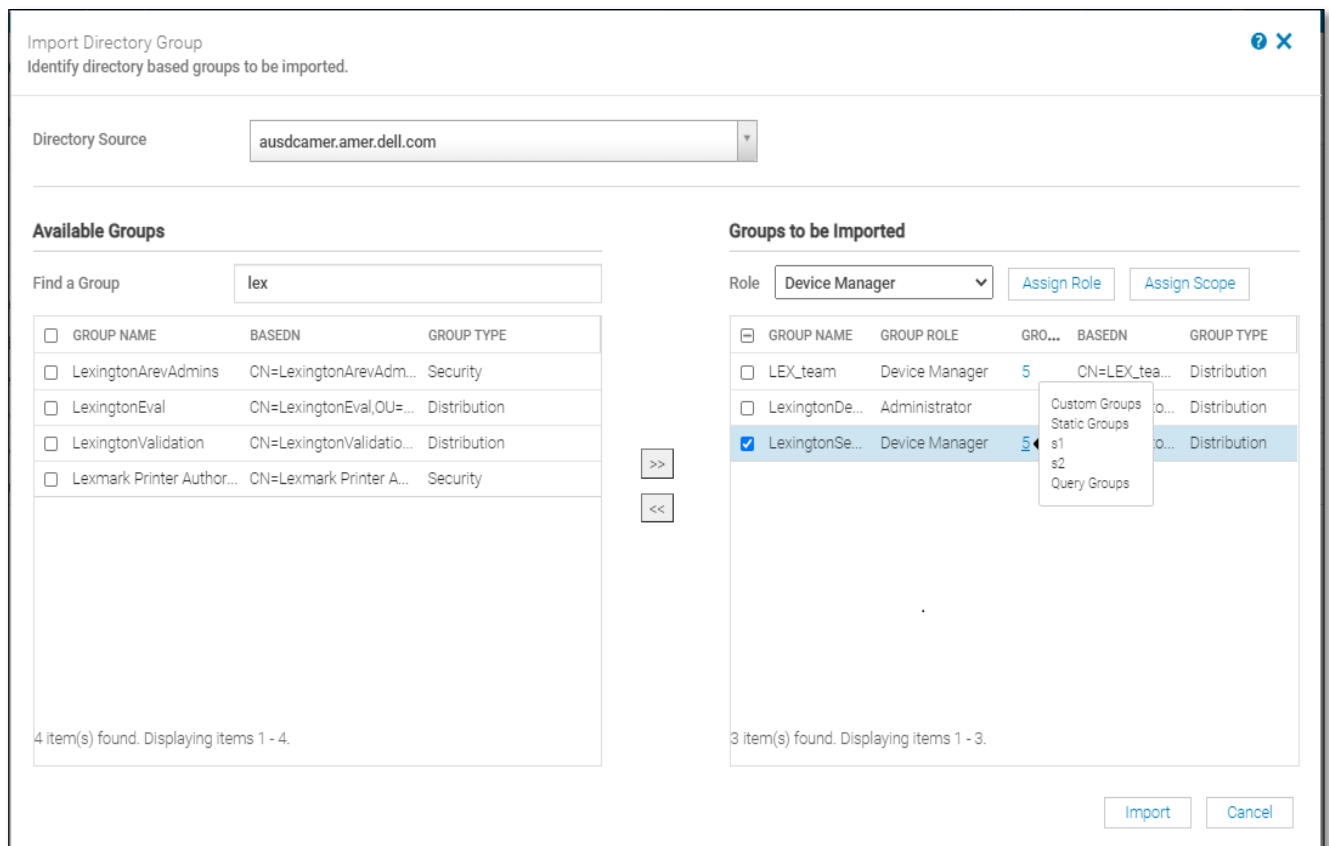 Import Directory Group
Identify directory based groups to be imported.
Directory Source
ausdcamer.amer.dell.com
Available Groups
Find a Group
lex
GROUP NAME BASEDN GROUP TYPE
LexingtonArevAdmins CN=LexingtonArevAdm... Security
LexingtonEval CN=LexingtonEval,OU=... Distribution
LexingtonValidation CN=LexingtonValidatio... Distribution
Lexmark Printer Author... CN=Lexmark Printer A... Security
4 item(s) found. Displaying items 1 - 4.
>>
<<
Groups to be Imported
Role Device Manager Assign Role Assign Scope
GROUP NAME GROUP ROLE GRO... BASEDN GROUP TYPE
LEX_team Device Manager 5 CN=LEX_tea... Distribution
LexingtonDe... Administrator to... Distribution
LexingtonSe... Device Manager 5 to... Distribution
Custom Groups
Static Groups
s1
s2
Query Groups
3 item(s) found. Displaying items 1 - 3.
Import Cancel